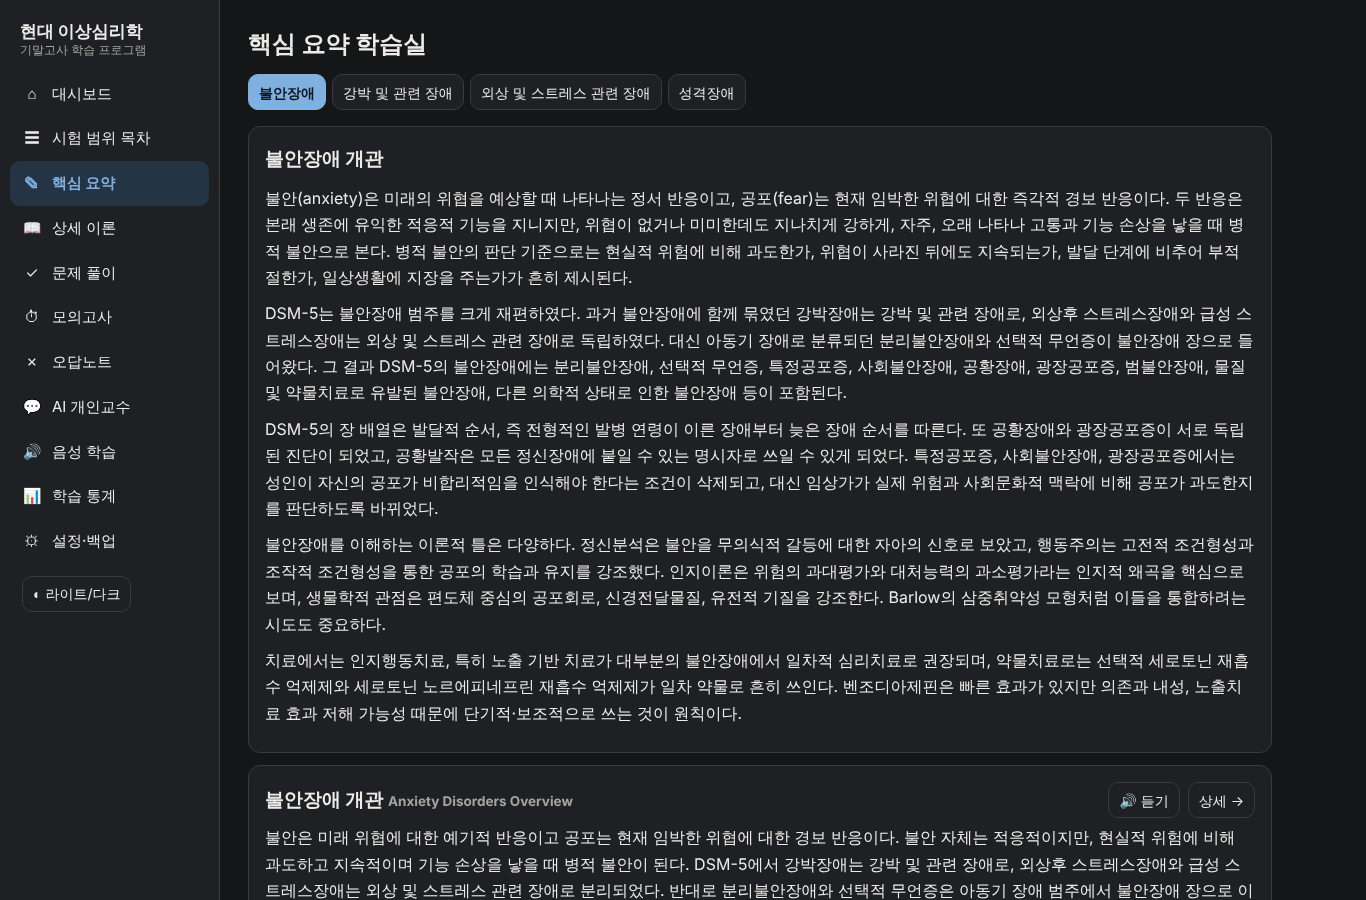 현대 이상심리학
기말고사 학습 프로그램
대시보드
시험 범위 목차
핵심 요약
상세 이론
문제 풀이
모의고사
오답노트
AI 개인교수
음성 학습
학습 통계
설정·백업
라이트/다크
핵심 요약 학습실
불안장애
강박 및 관련 장애
외상 및 스트레스 관련 장애
성격장애
불안장애 개관
불안(anxiety)은 미래의 위협을 예상할 때 나타나는 정서 반응이고, 공포(fear)는 현재 임박한 위협에 대한 즉각적 경보 반응이다. 두 반응은
본래 생존에 유익한 적응적 기능을 지니지만, 위협이 없거나 미미한데도 지나치게 강하게, 자주, 오래 나타나 고통과 기능 손상을 낳을 때 병
적 불안으로 본다. 병적 불안의 판단 기준으로는 현실적 위험에 비해 과도한가, 위협이 사라진 뒤에도 지속되는가, 발달 단계에 비추어 부적
절한가, 일상생활에 지장을 주는가가 흔히 제시된다.
DSM-5는 불안장애 범주를 크게 재편하였다. 과거 불안장애에 함께 묶였던 강박장애는 강박 및 관련 장애로, 외상후 스트레스장애와 급성 스
트레스장애는 외상 및 스트레스 관련 장애로 독립하였다. 대신 아동기 장애로 분류되던 분리불안장애와 선택적 무언증이 불안장애 장으로 들
어왔다. 그 결과 DSM-5의 불안장애에는 분리불안장애, 선택적 무언증, 특정공포증, 사회불안장애, 공황장애, 광장공포증, 범불안장애, 물질
및 약물치료로 유발된 불안장애, 다른 의학적 상태로 인한 불안장애 등이 포함된다.
DSM-5의 장 배열은 발달적 순서, 즉 전형적인 발병 연령이 이른 장애부터 늦은 장애 순서를 따른다. 또 공황장애와 광장공포증이 서로 독립
된 진단이 되었고, 공황발작은 모든 정신장애에 붙일 수 있는 명시자로 쓰일 수 있게 되었다. 특정공포증, 사회불안장애, 광장공포증에서는
성인이 자신의 공포가 비합리적임을 인식해야 한다는 조건이 삭제되고, 대신 임상가가 실제 위험과 사회문화적 맥락에 비해 공포가 과도한지
를 판단하도록 바뀌었다.
불안장애를 이해하는 이론적 틀은 다양하다. 정신분석은 불안을 무의식적 갈등에 대한 자아의 신호로 보았고, 행동주의는 고전적 조건형성과
조작적 조건형성을 통한 공포의 학습과 유지를 강조했다. 인지이론은 위험의 과대평가와 대처능력의 과소평가라는 인지적 왜곡을 핵심으로
보며, 생물학적 관점은 편도체 중심의 공포회로, 신경전달물질, 유전적 기질을 강조한다. Barlow의 삼중취약성 모형처럼 이들을 통합하려는
시도도 중요하다.
치료에서는 인지행동치료, 특히 노출 기반 치료가 대부분의 불안장애에서 일차적 심리치료로 권장되며, 약물치료로는 선택적 세로토닌 재흡
수 억제제와 세로토닌 노르에피네프린 재흡수 억제제가 일차 약물로 흔히 쓰인다. 벤조디아제핀은 빠른 효과가 있지만 의존과 내성, 노출치
료 효과 저해 가능성 때문에 단기적·보조적으로 쓰는 것이 원칙이다.
불안장애 개관 Anxiety Disorders Overview
듣기
상세 →
불안은 미래 위협에 대한 예기적 반응이고 공포는 현재 임박한 위협에 대한 경보 반응이다. 불안 자체는 적응적이지만, 현실적 위험에 비해
과도하고 지속적이며 기능 손상을 낳을 때 병적 불안이 된다. DSM-5에서 강박장애는 강박 및 관련 장애로, 외상후 스트레스장애와 급성 스
트레스장애는 외상 및 스트레스 관련 장애로 분리되었다. 반대로 분리불안장애와 선택적 무언증은 아동기 장애 범주에서 불안장애 장으로 이